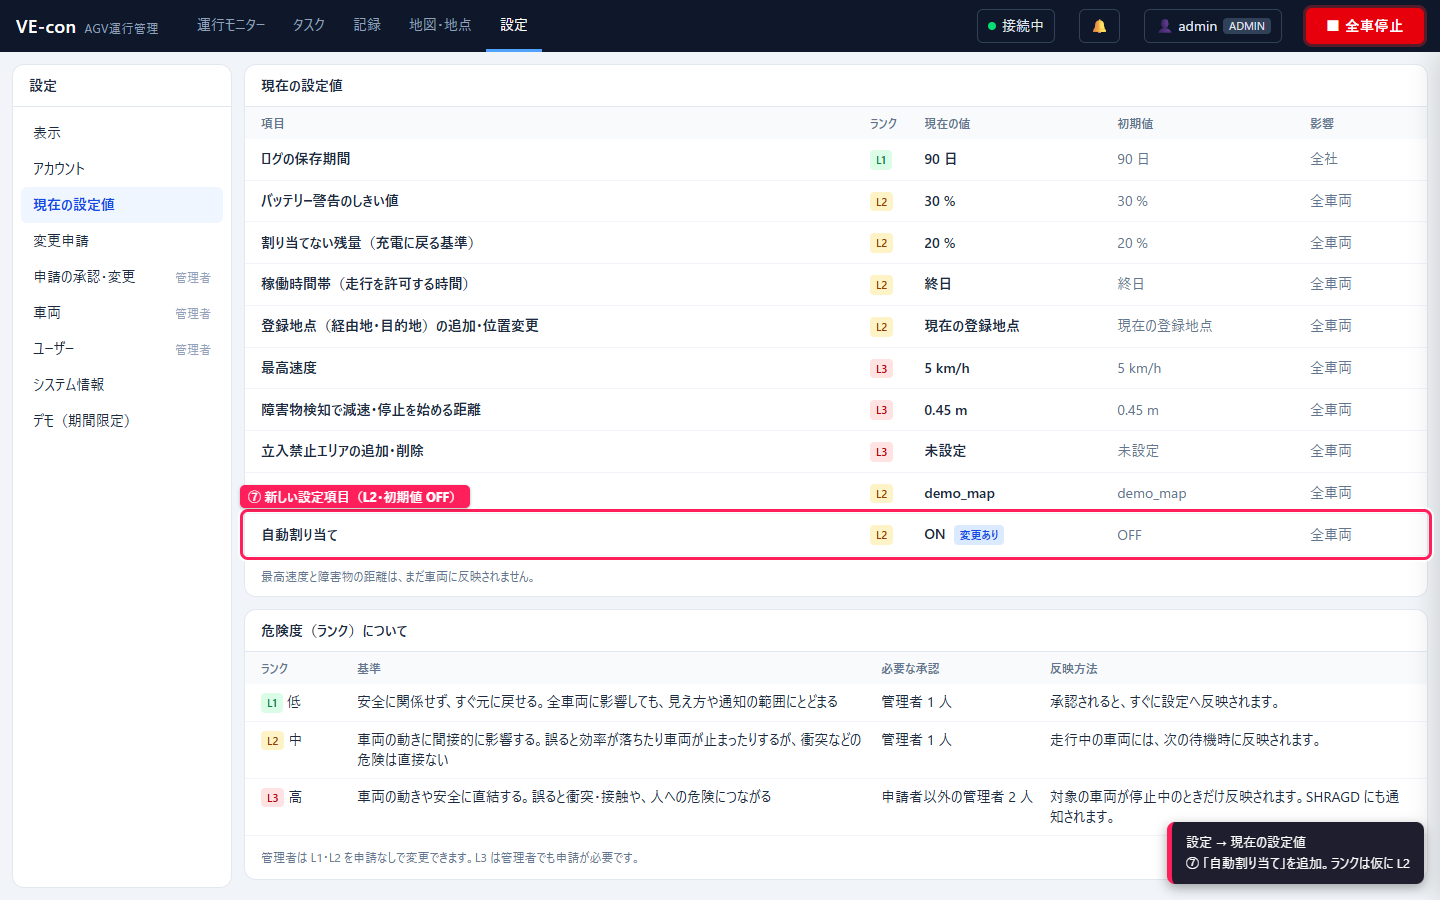 VE-con AGV運行管理 運行モニター タスク 記録 地図・地点 設定 接続中 admin ADMIN 全車停止
設定
表示
アカウント
現在の設定値
変更申請
申請の承認・変更 管理者
車両 管理者
ユーザー 管理者
システム情報
デモ（期間限定）
現在の設定値
項目 ランク 現在の値 初期値 影響
ログの保存期間 L1 90 日 90 日 全社
バッテリー警告のしきい値 L2 30 % 30 % 全車両
割り当てない残量（充電に戻る基準） L2 20 % 20 % 全車両
稼働時間帯（走行を許可する時間） L2 終日 終日 全車両
登録地点（経由地・目的地）の追加・位置変更 L2 現在の登録地点 現在の登録地点 全車両
最高速度 L3 5 km/h 5 km/h 全車両
障害物検知で減速・停止を始める距離 L3 0.45 m 0.45 m 全車両
立入禁止エリアの追加・削除 L3 未設定 未設定 全車両
⑦ 新しい設定項目（L2・初期値 OFF） L2 demo_map demo_map 全車両
自動割り当て L2 ON 変更あり OFF 全車両
最高速度と障害物の距離は、まだ車両に反映されません。
危険度（ランク）について
ランク 基準 必要な承認 反映方法
L1 低 安全に関係せず、すぐ元に戻せる。全車両に影響しても、見え方や通知の範囲にとどまる 管理者 1 人 承認されると、すぐに設定へ反映されます。
L2 中 車両の動きに間接的に影響する。誤ると効率が落ちたり車両が止まったりするが、衝突などの 管理者 1 人 走行中の車両には、次の待機時に反映されます。
危険は直接ない
L3 高 車両の動きや安全に直結する。誤ると衝突・接触や、人への危険につながる 申請者以外の管理者 2 人 対象の車両が停止中のときだけ反映されます。SHRAGD にも通
知されます。
管理者は L1・L2 を申請なしで変更できます。L3 は管理者でも申請が必要です。
設定 → 現在の設定値
⑦ 「自動割り当て」を追加。ランクは仮に L2